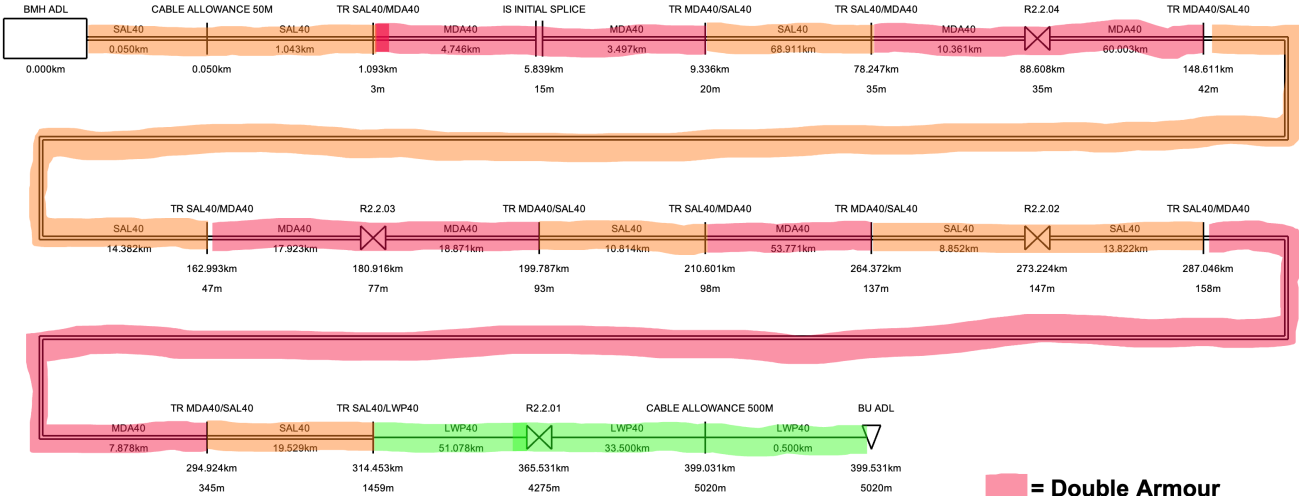 BMH ADL CABLE ALLOWANCE 50M TR SAL40/MDA40 IS INITIAL SPLICE TR MDA40/SAL40 TR SAL40/MDA40 R2.2.04 TR MDA40/SAL40
SAL40 SAL40 MDA40 MDA40 SAL40 MDA40 MDA40
0.050km 1.043km 4.746km 3.497km 68.911km 10.361km 60.003km
0.000km 0.050km 1.093km 5.839km 9.336km 78.247km 88.608km 148.611km
3m 15m 20m 35m 35m 42m
TR SAL40/MDA40 R2.2.03 TR MDA40/SAL40 TR SAL40/MDA40 TR MDA40/SAL40 R2.2.02 TR SAL40/MDA40
SAL40 MDA40 MDA40 SAL40 MDA40 SAL40 SAL40
14.382km 17.923km 18.871km 10.814km 53.771km 8.852km 13.822km
162.993km 180.916km 199.787km 210.601km 264.372km 273.224km 287.046km
47m 77m 93m 98m 137m 147m 158m
TR MDA40/SAL40 TR SAL40/LWP40 R2.2.01 CABLE ALLOWANCE 500M BU ADL
MDA40 SAL40 LWP40 LWP40 LWP40
7.878km 19.529km 51.078km 33.500km 0.500km
294.924km 314.453km 365.531km 399.031km 399.531km
345m 1459m 4275m 5020m 5020m
= Double Armour